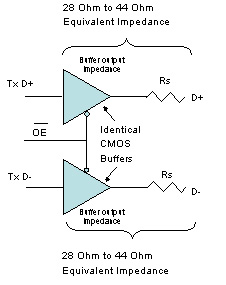 28 Ohm to 44 Ohm
Equivalent Impedance
Buffer output
Impedance
Tx D+
Rs
D+
OE
Identical
CMOS
Buffers
Tx D-
Rs
D-
Buffer output
Impedance
28 Ohm to 44 Ohm
Equivalent Impedance